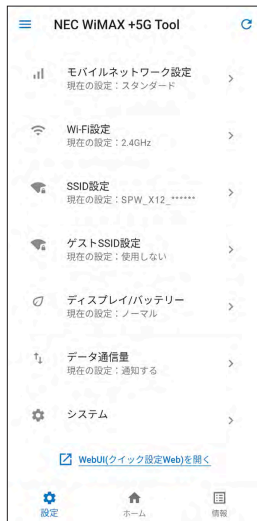 NEC WiMAX +5G Tool
モバイルネットワーク設定
現在の設定：スタンダード
Wi-Fi設定
現在の設定：2.4GHz
SSID設定
現在の設定：SPW_X12_******
ゲストSSID設定
現在の設定：使用しない
ディスプレイ/バッテリー
現在の設定：ノーマル
データ通信量
現在の設定：通知する
システム
WebUI(クイック設定Web)を開く
設定 ホーム 情報